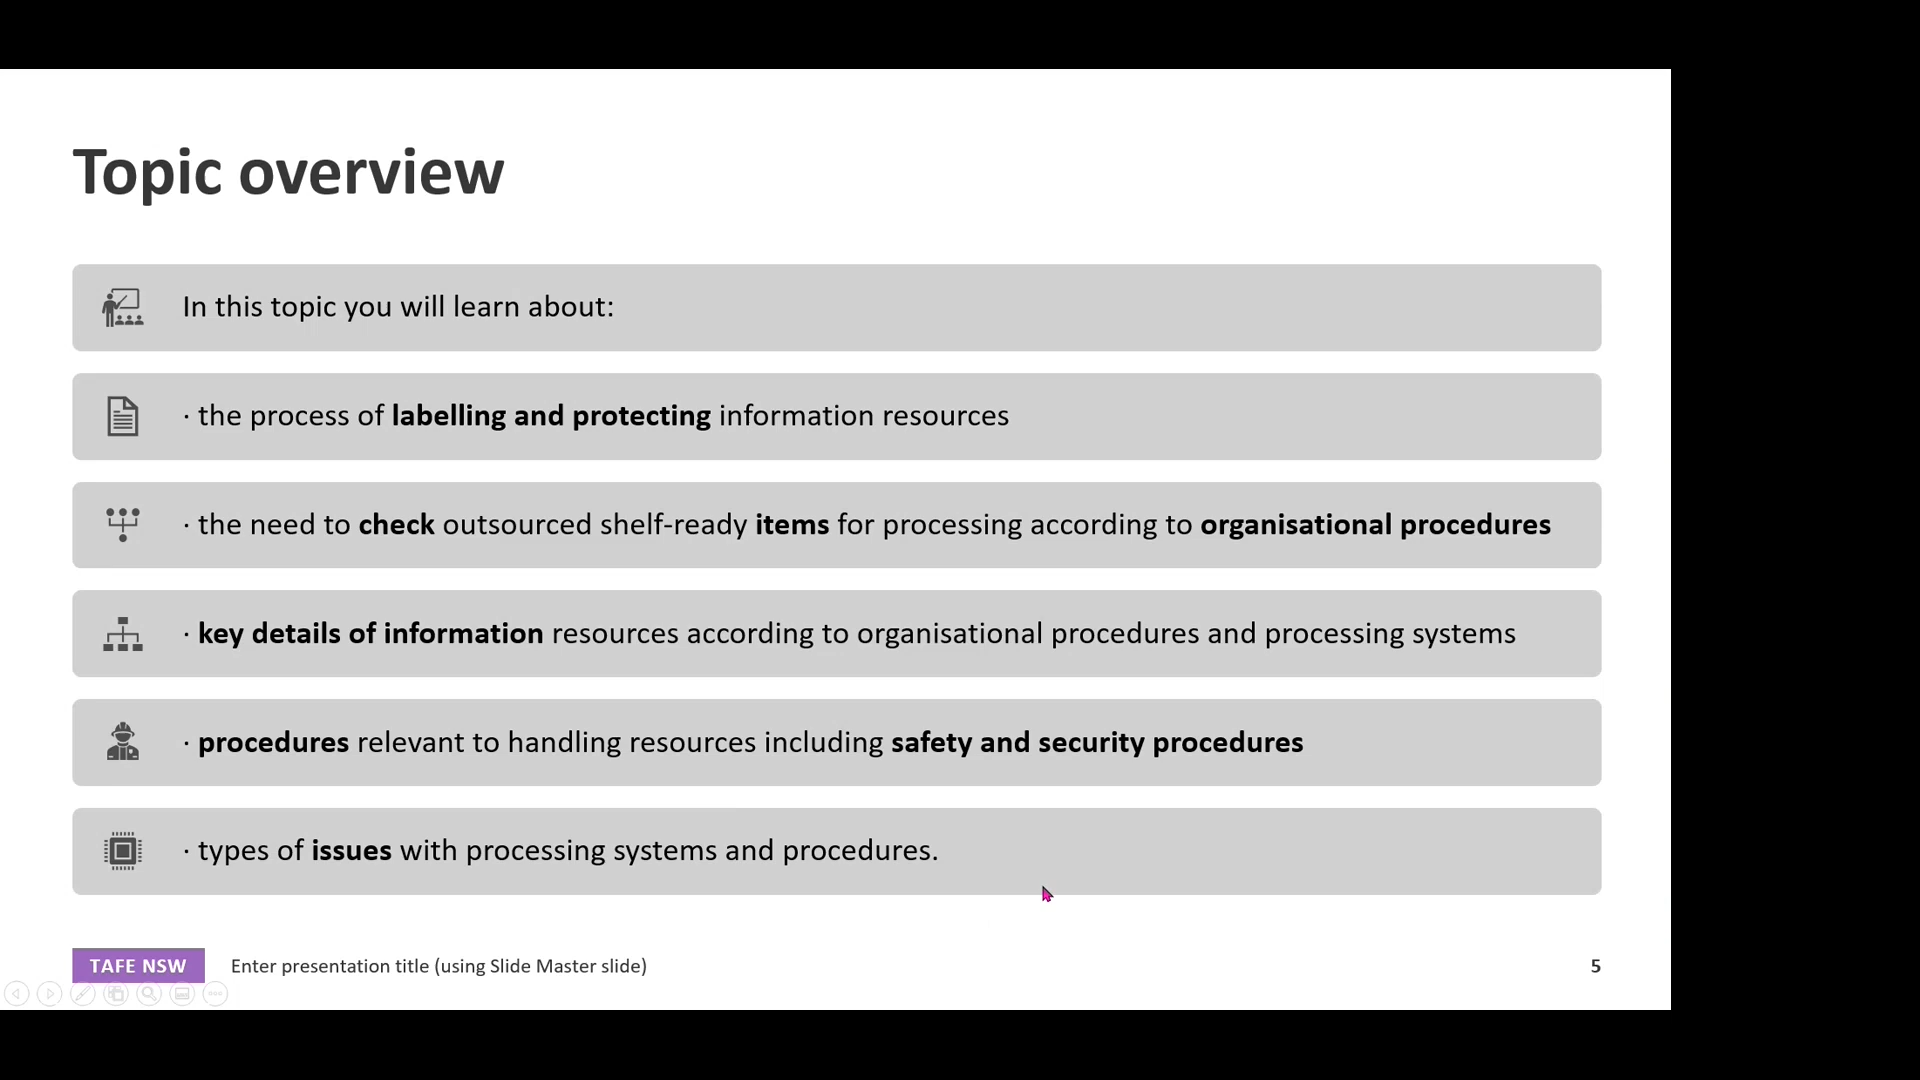 Topic overview
In this topic you will learn about:
· the process of labelling and protecting information resources
· the need to check outsourced shelf-ready items for processing according to organisational procedures
· key details of information resources according to organisational procedures and processing systems
· procedures relevant to handling resources including safety and security procedures
· types of issues with processing systems and procedures.
TAFE NSW Enter presentation title (using Slide Master slide) 5